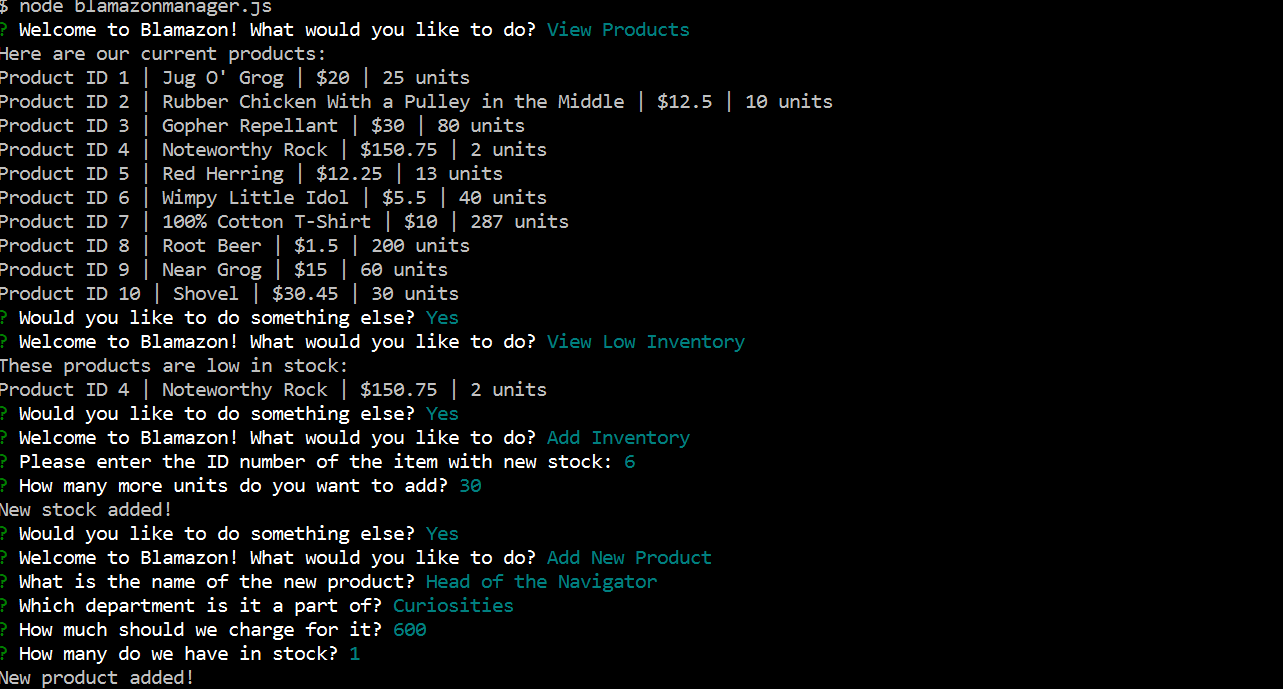 $ node blamazonmanager.js
? Welcome to Blamazon! What would you like to do? View Products
Here are our current products:
Product ID 1 | Jug O' Grog | $20 | 25 units
Product ID 2 | Rubber Chicken With a Pulley in the Middle | $12.5 | 10 units
Product ID 3 | Gopher Repellant | $30 | 80 units
Product ID 4 | Noteworthy Rock | $150.75 | 2 units
Product ID 5 | Red Herring | $12.25 | 13 units
Product ID 6 | Wimpy Little Idol | $5.5 | 40 units
Product ID 7 | 100% Cotton T-Shirt | $10 | 287 units
Product ID 8 | Root Beer | $1.5 | 200 units
Product ID 9 | Near Grog | $15 | 60 units
Product ID 10 | Shovel | $30.45 | 30 units
? Would you like to do something else? Yes
? Welcome to Blamazon! What would you like to do? View Low Inventory
These products are low in stock:
Product ID 4 | Noteworthy Rock | $150.75 | 2 units
? Would you like to do something else? Yes
? Welcome to Blamazon! What would you like to do? Add Inventory
? Please enter the ID number of the item with new stock: 6
? How many more units do you want to add? 30
New stock added!
? Would you like to do something else? Yes
? Welcome to Blamazon! What would you like to do? Add New Product
? What is the name of the new product? Head of the Navigator
? Which department is it a part of? Curiosities
? How much should we charge for it? 600
? How many do we have in stock? 1
New product added!